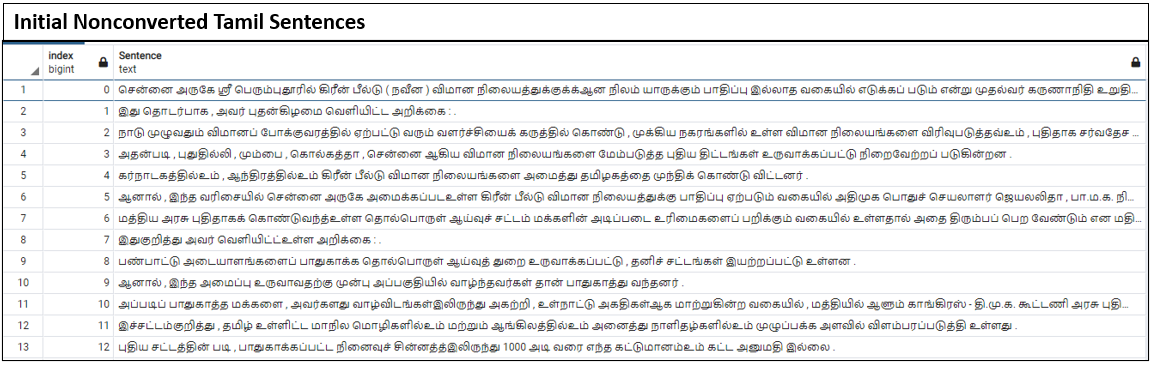 Initial Nonconverted Tamil Sentences
index Sentence
bigint text
1 0 சென்னை அருகே ஸ்ரீ பெரும்புதூரில் கிரீன் பீல்டு ( நவீன ) விமான நிலையத்துக்குக்க்ஆன நிலம் யாருக்கும் பாதிப்பு இல்லாத வகையில் எடுக்கப் படும் என்று முதல்வர் கருணாநிதி உறுதி...
2 1 இது தொடர்பாக , அவர் புதன்கிழமை வெளியிட்ட அறிக்கை : .
3 2 நாடு முழுவதும் விமானப் போக்குவரத்தில் ஏற்பட்டு வரும் வளர்ச்சியைக் கருத்தில் கொண்டு , முக்கிய நகரங்களில் உள்ள விமான நிலையங்களை விரிவுபடுத்தவ்உம் , புதிதாக சர்வதேச ...
4 3 அதன்படி , புதுதில்லி , மும்பை , கொல்கத்தா , சென்னை ஆகிய விமான நிலையங்களை மேம்படுத்த புதிய திட்டங்கள் உருவாக்கப்பட்டு நிறைவேற்றப் படுகின்றன .
5 4 கர்நாடகத்தில்உம் , ஆந்திரத்தில்உம் கிரீன் பீல்டு விமான நிலையங்களை அமைத்து தமிழகத்தை முந்திக் கொண்டு விட்டனர் .
6 5 ஆனால் , இந்த வரிசையில் சென்னை அருகே அமைக்கப்படஉள்ள கிரீன் பீல்டு விமான நிலையத்துக்கு பாதிப்பு ஏற்படும் வகையில் அதிமுக பொதுச் செயலாளர் ஜெயலலிதா , பா.ம.க. நி...
7 6 மத்திய அரசு புதிதாகக் கொண்டுவந்த்உள்ள தொல்பொருள் ஆய்வுச் சட்டம் மக்களின் அடிப்படை உரிமைகளைப் பறிக்கும் வகையில் உள்ளதால் அதை திரும்பப் பெற வேண்டும் என மதி...
8 7 இதுகுறித்து அவர் வெளியிட்ட்உள்ள அறிக்கை : .
9 8 பண்பாட்டு அடையாளங்களைப் பாதுகாக்க தொல்பொருள் ஆய்வுத் துறை உருவாக்கப்பட்டு , தனிச் சட்டங்கள் இயற்றப்பட்டு உள்ளன .
10 9 ஆனால் , இந்த அமைப்பு உருவாவதற்கு முன்பு அப்பகுதியில் வாழ்ந்தவர்கள் தான் பாதுகாத்து வந்தனர் .
11 10 அப்படிப் பாதுகாத்த மக்களை , அவர்களது வாழ்விடங்கள்இலிருந்து அகற்றி , உள்நாட்டு அகதிகள்ஆக மாற்றுகின்ற வகையில் , மத்தியில் ஆளும் காங்கிரஸ் - தி.மு.க. கூட்டணி அரசு புதி...
12 11 இச்சட்டம்குறித்து , தமிழ் உள்ளிட்ட மாநில மொழிகளில்உம் மற்றும் ஆங்கிலத்தில்உம் அனைத்து நாளிதழ்களில்உம் முழுப்பக்க அளவில் விளம்பரப்படுத்தி உள்ளது .
13 12 புதிய சட்டத்தின் படி , பாதுகாக்கப்பட்ட நினைவுச் சின்னத்த்இலிருந்து 1000 அடி வரை எந்த கட்டுமானம்உம் கட்ட அனுமதி இல்லை .